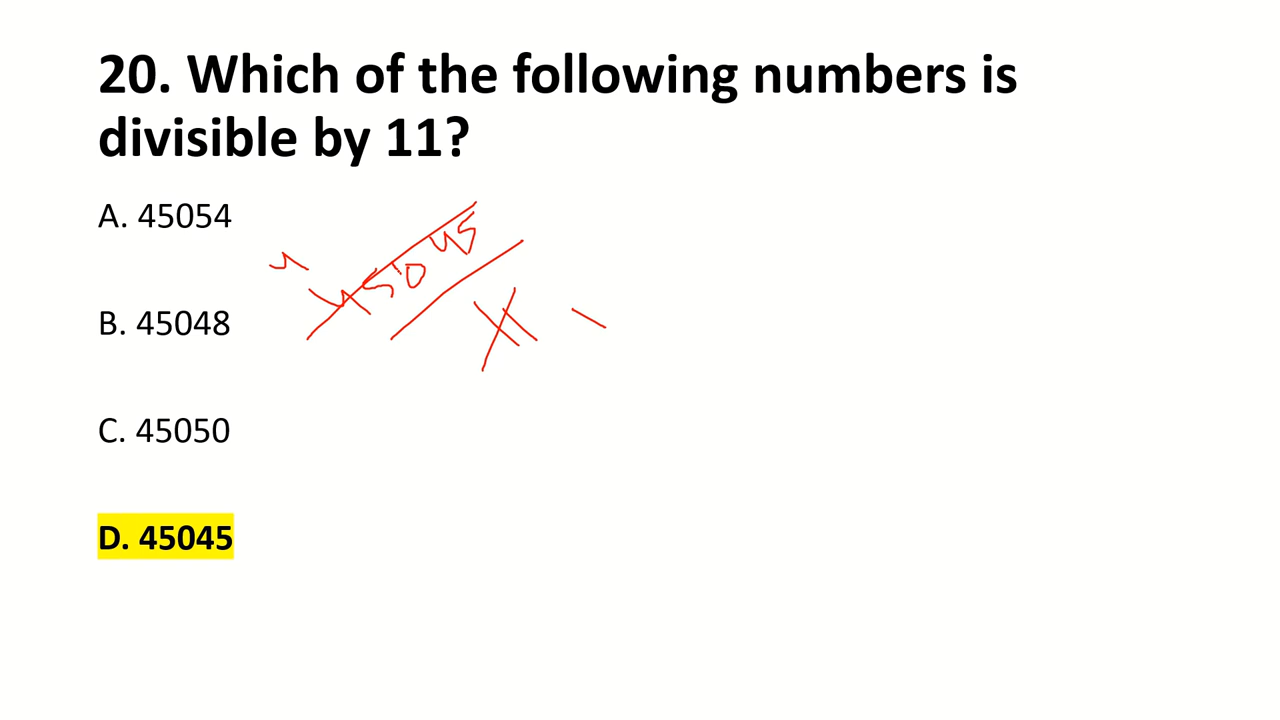 20. Which of the following numbers is
divisible by 11?
A. 45054
45045
B. 45048
C. 45050
D. 45045